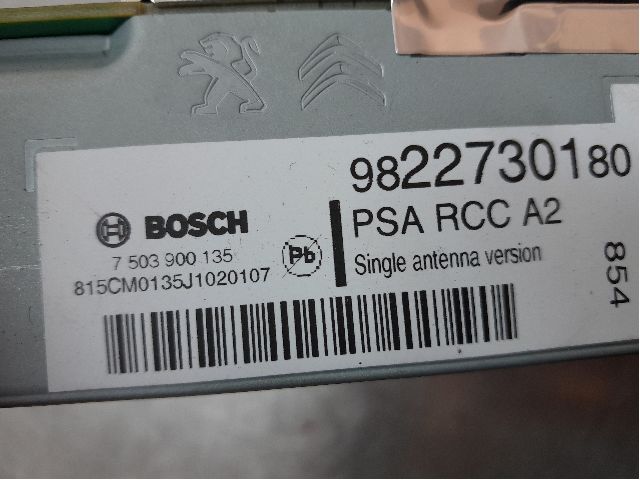 9822730180
BOSCH
PSA RCC A2
7 503 900 135
Pb
Single antenna version
815CM0135J1020107
854